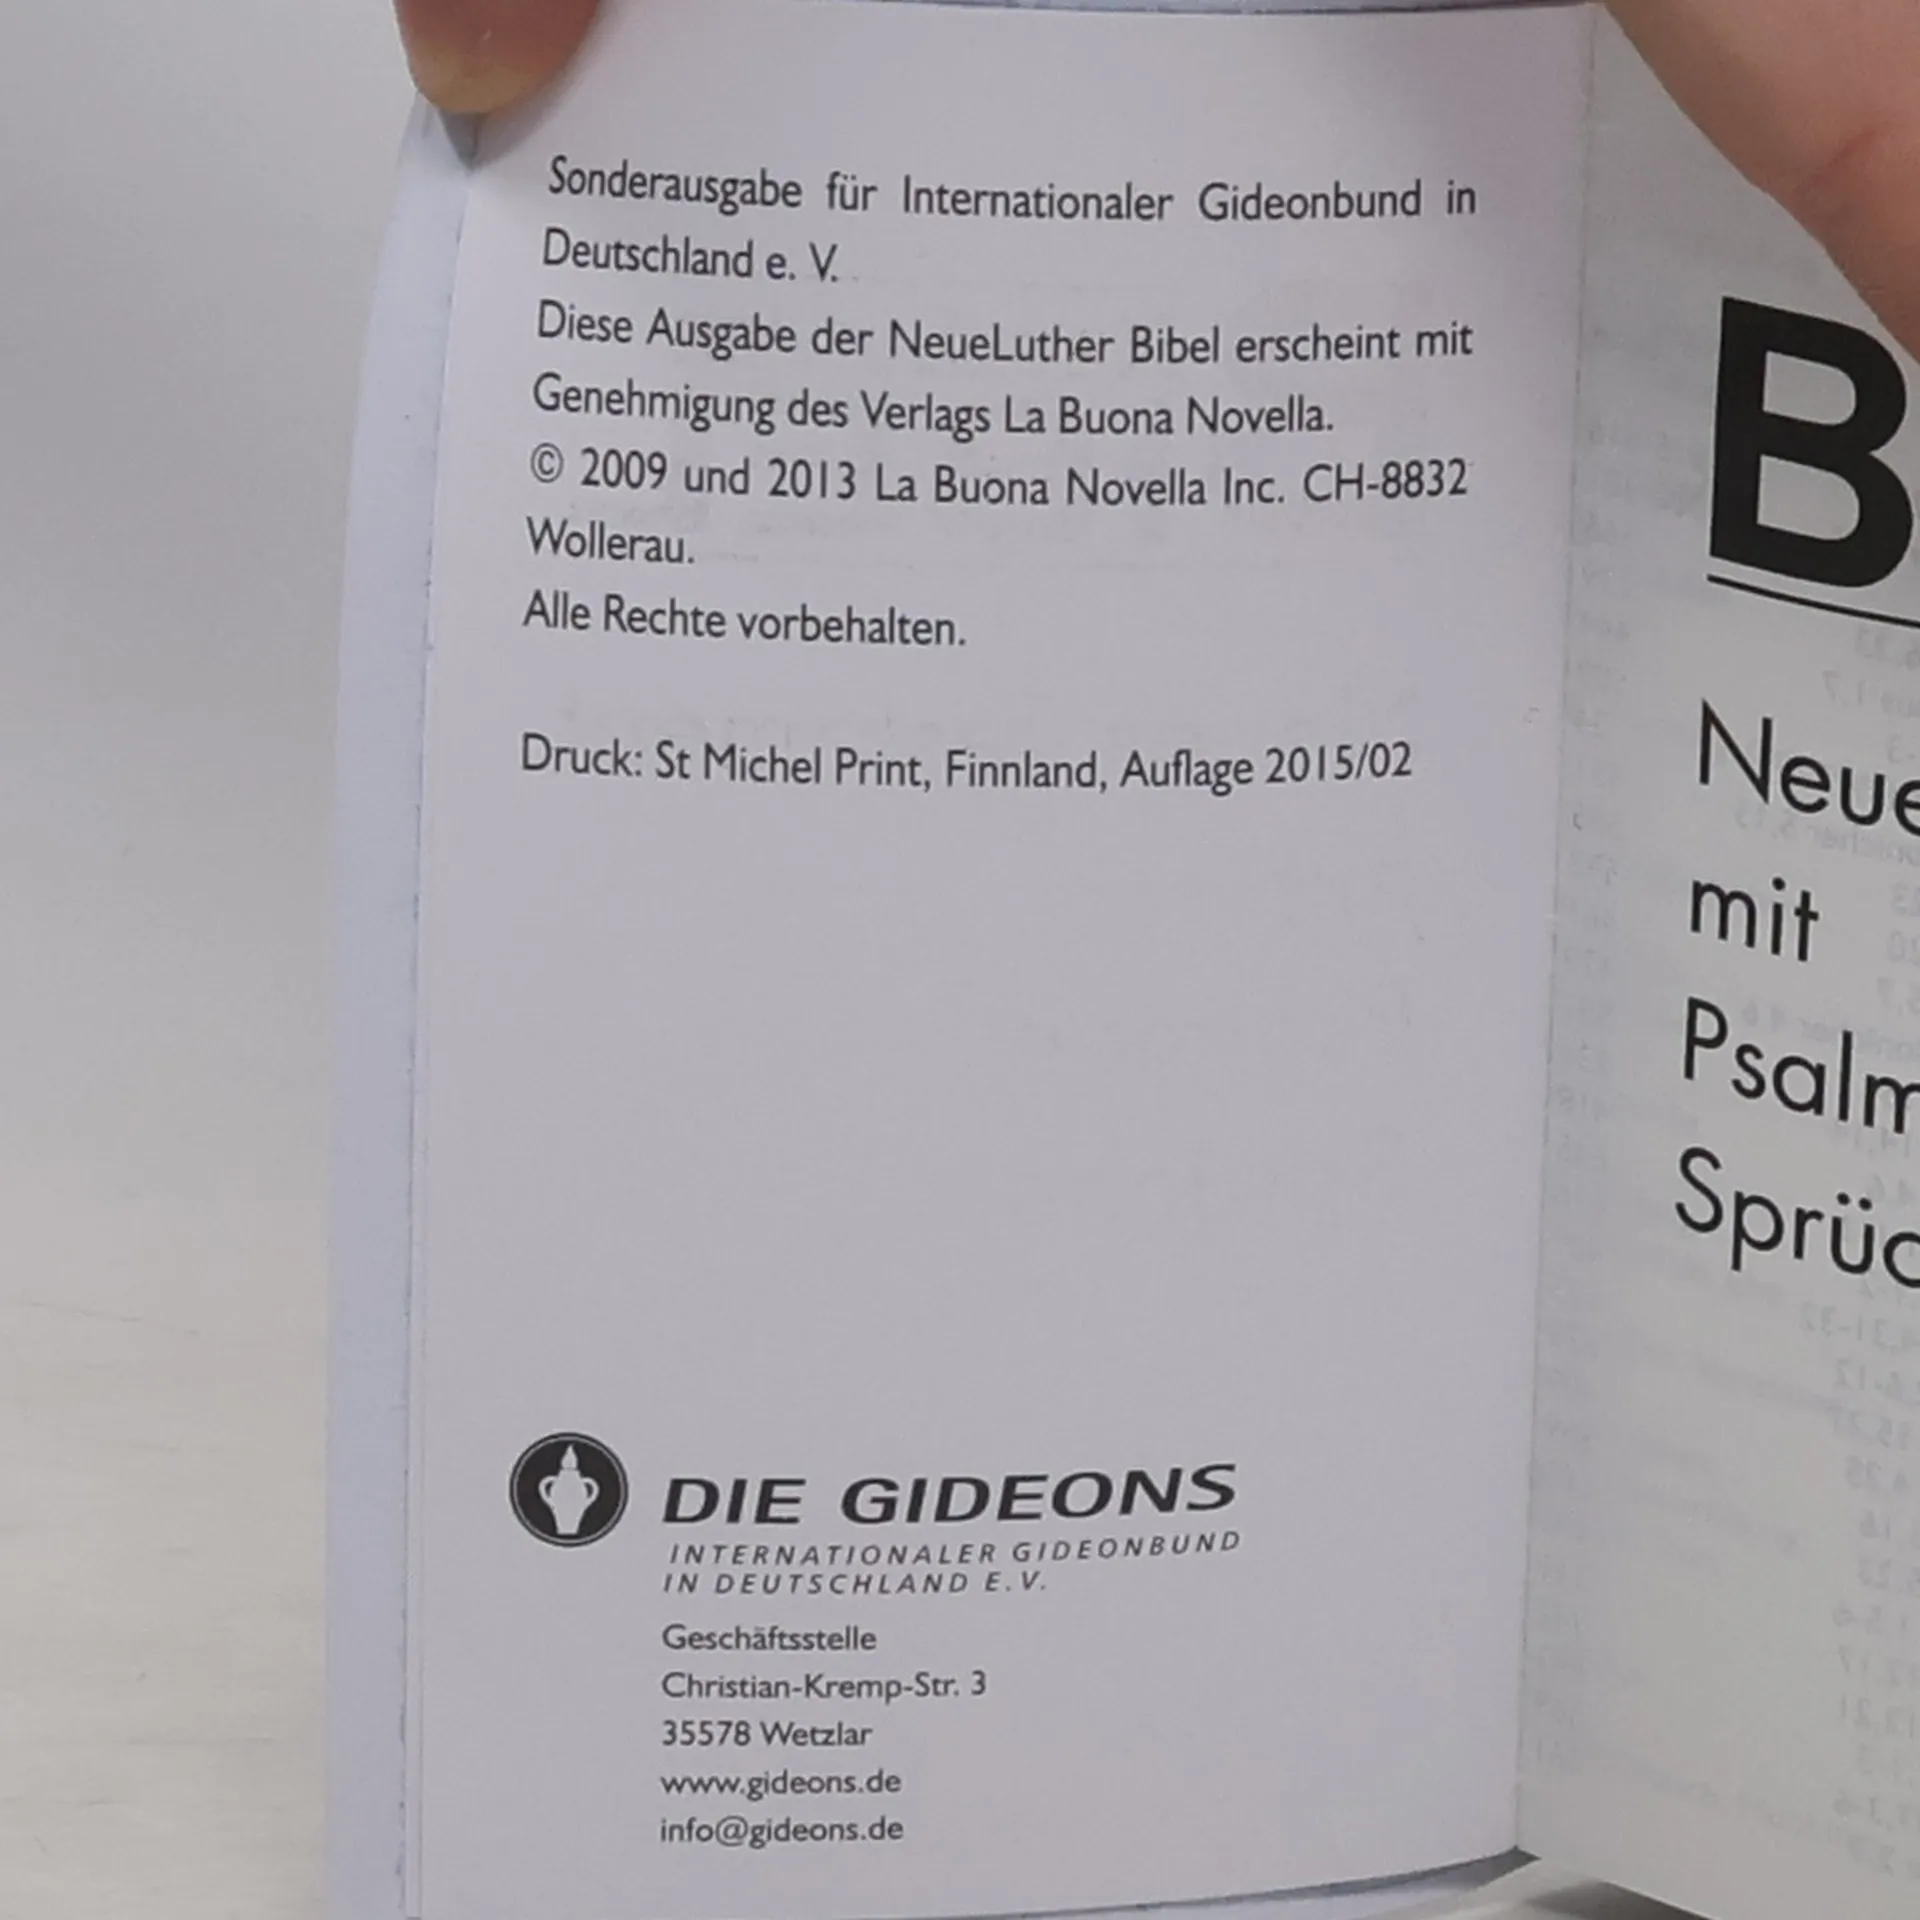 Sonderausgabe für Internationaler Gideonbund in
Deutschland e. V.
Diese Ausgabe der NeueLuther Bibel erscheint mit
Genehmigung des Verlags La Buona Novella.
© 2009 und 2013 La Buona Novella Inc. CH-8832
Wollerau.
Alle Rechte vorbehalten.
Druck: St Michel Print, Finnland, Auflage 2015/02
DIE GIDEONS
INTERNATIONALER GIDEONBUND
IN DEUTSCHLAND E.V.
Geschäftsstelle
Christian-Kremp-Str. 3
35578 Wetzlar
www.gideons.de
info@gideons.de
B
Neue
mit
Psalm
Sprüc